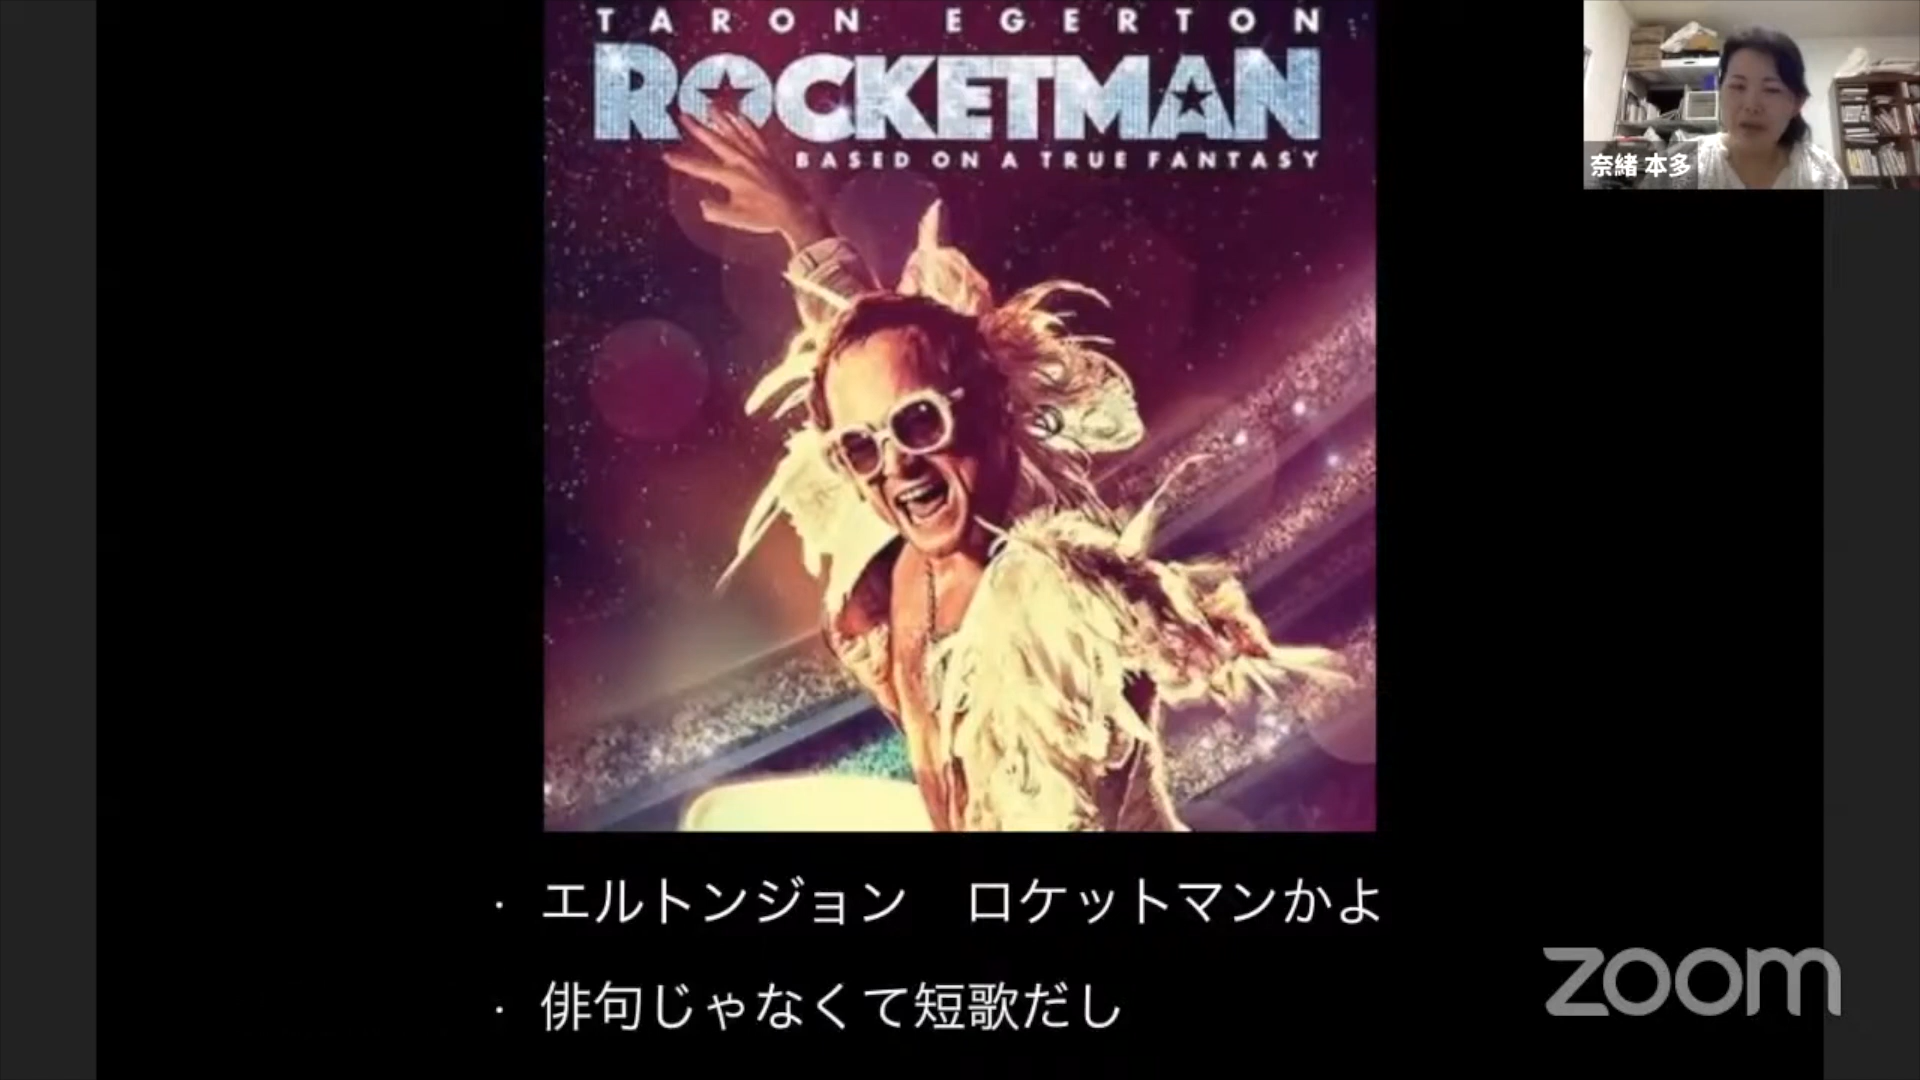 TARON EGERTON
ROCKETMAN
BASED ON A TRUE FANTASY
奈緒 本多
・ エルトンジョン　ロケットマンかよ
・ 俳句じゃなくて短歌だし
zoom